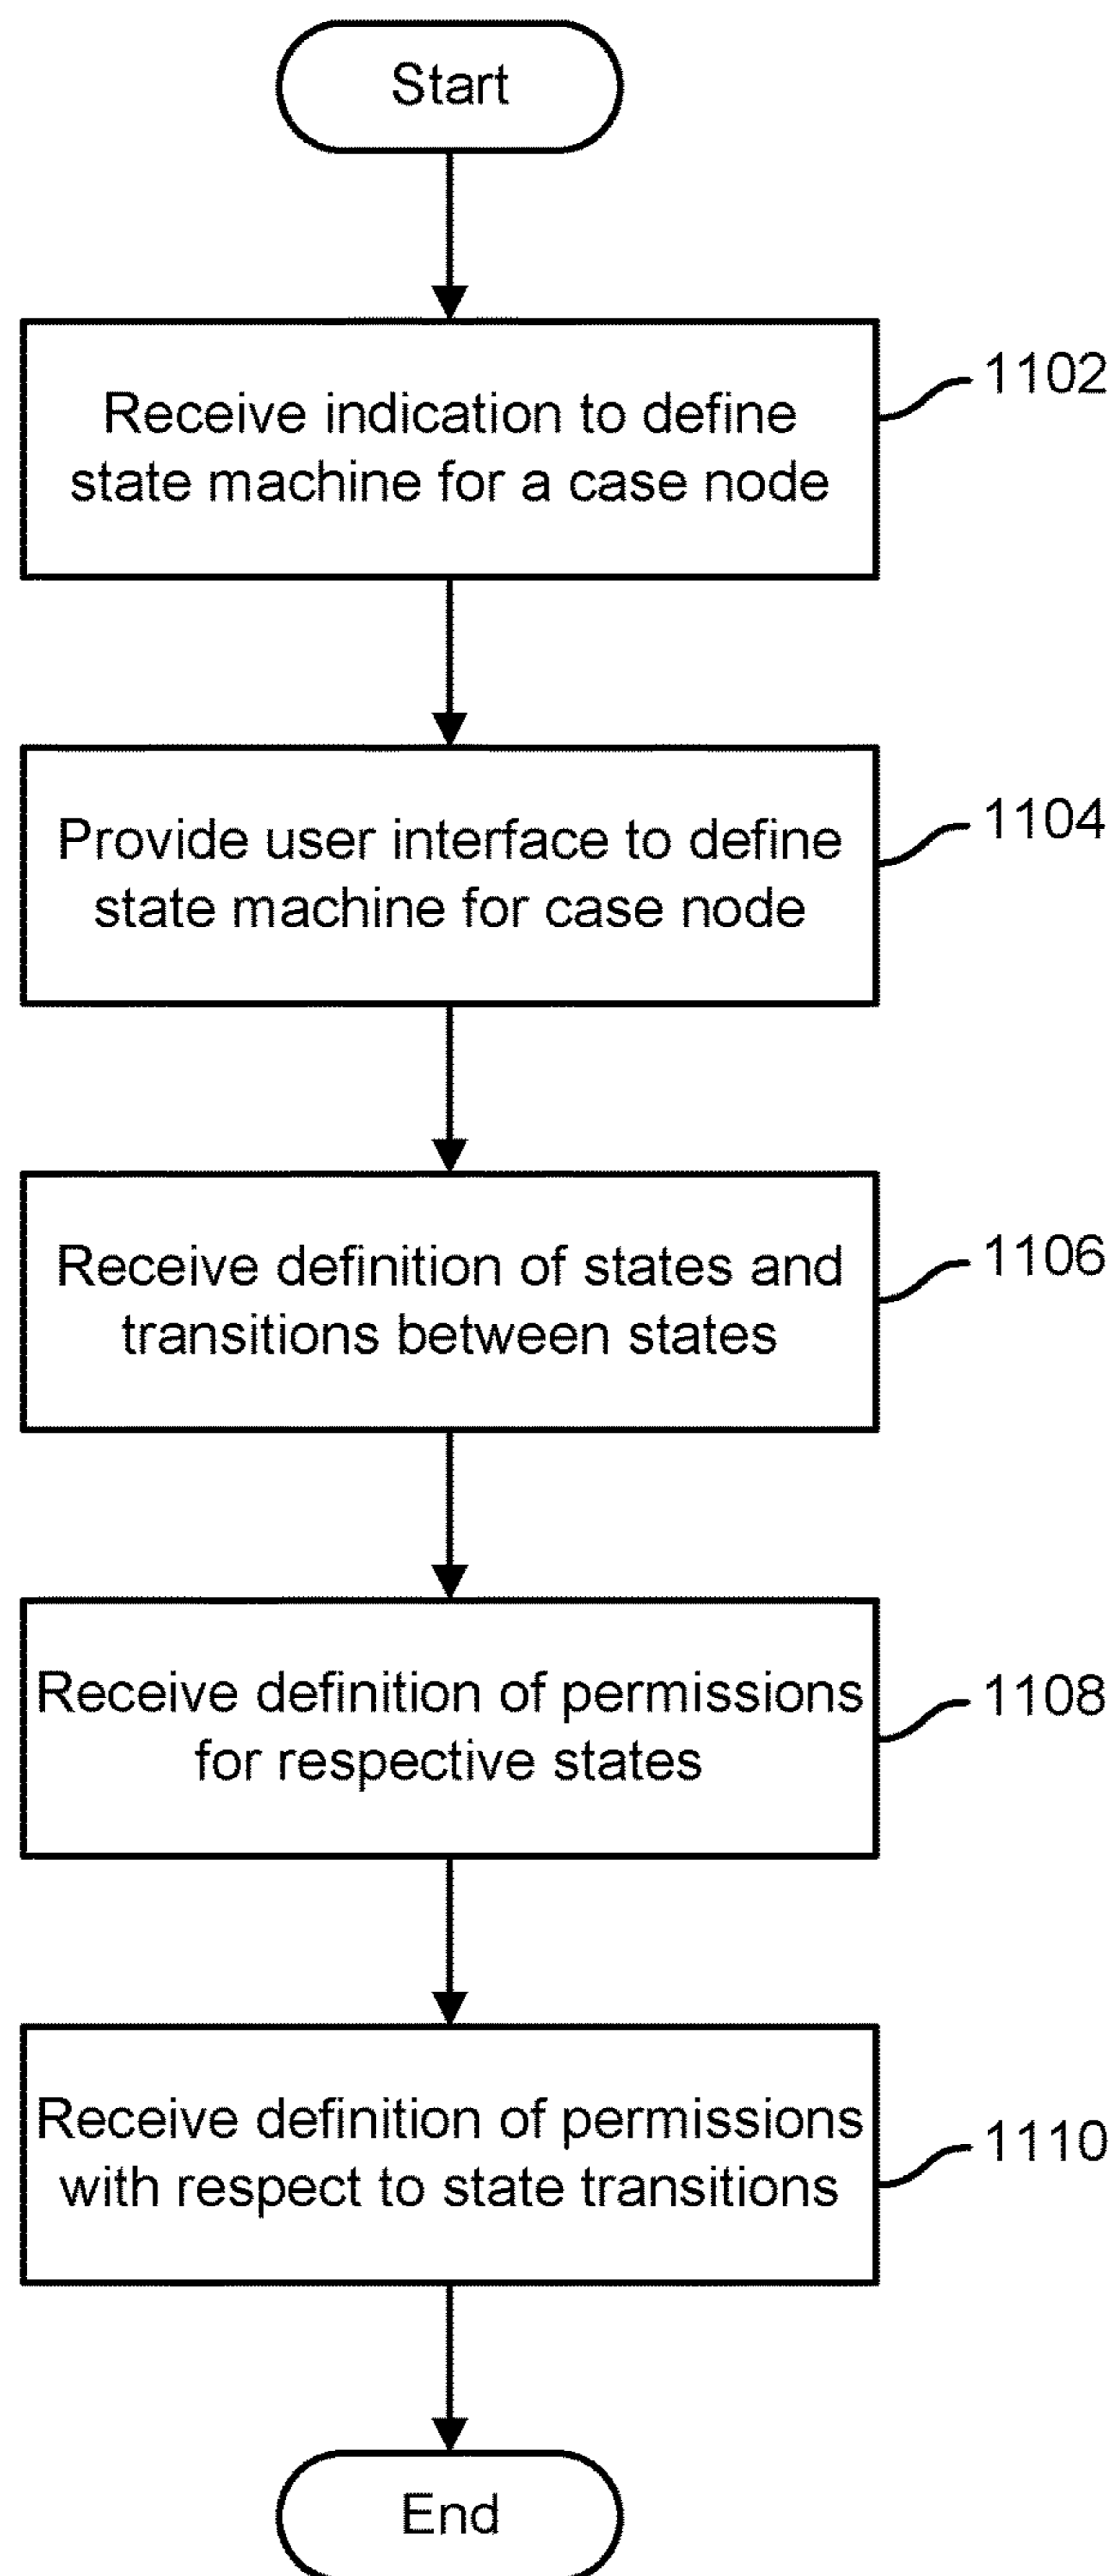 Start
Receive indication to define
state machine for a case node
1102
Provide user interface to define
state machine for case node
1104
Receive definition of states and
transitions between states
1106
Receive definition of permissions
for respective states
1108
Receive definition of permissions
with respect to state transitions
1110
End